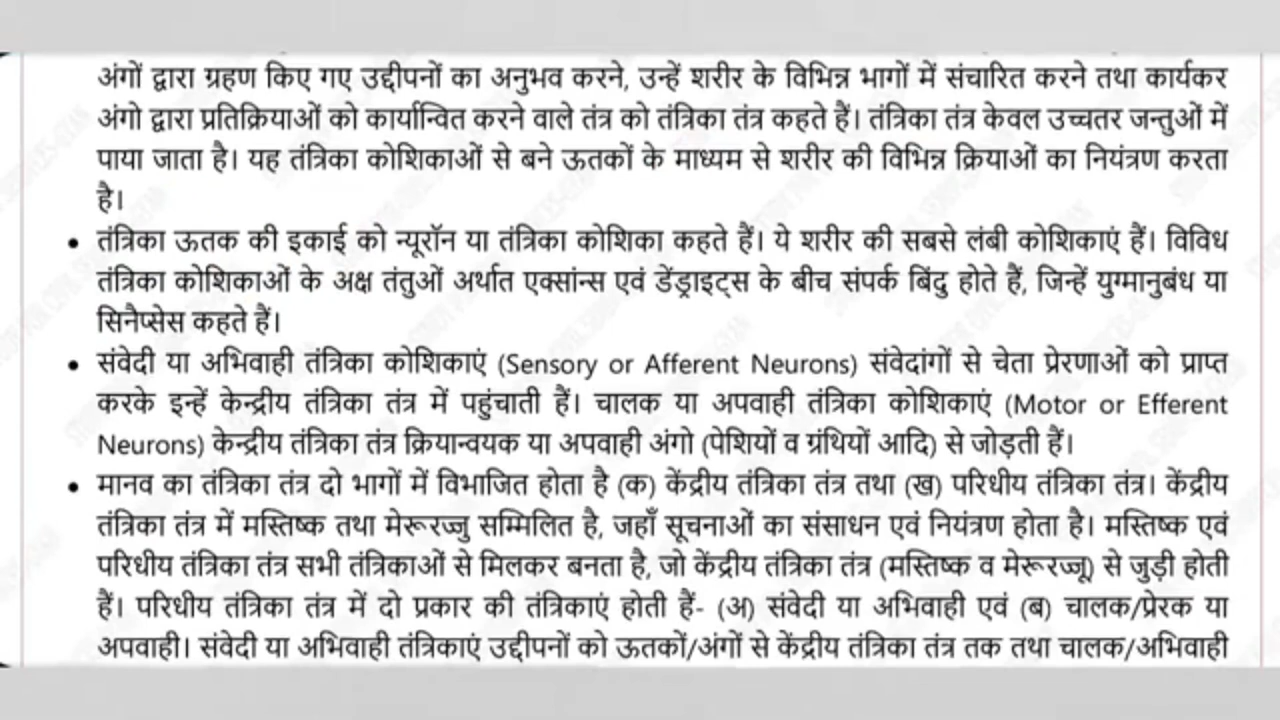 अंगों द्वारा ग्रहण किए गए उद्दीपनों का अनुभव करने, उन्हें शरीर के विभिन्न भागों में संचारित करने तथा कार्यकर
अंगो द्वारा प्रतिक्रियाओं को कार्यान्वित करने वाले तंत्र को तंत्रिका तंत्र कहते हैं। तंत्रिका तंत्र केवल उच्चतर जन्तुओं में
पाया जाता है। यह तंत्रिका कोशिकाओं से बने ऊतकों के माध्यम से शरीर की विभिन्न क्रियाओं का नियंत्रण करता
है।
• तंत्रिका ऊतक की इकाई को न्यूरॉन या तंत्रिका कोशिका कहते हैं। ये शरीर की सबसे लंबी कोशिकाएं हैं। विविध
तंत्रिका कोशिकाओं के अक्ष तंतुओं अर्थात एक्सांन्स एवं डेंड्राइट्स के बीच संपर्क बिंदु होते हैं, जिन्हें युग्मानुबंध या
सिनैप्सेस कहते हैं।
• संवेदी या अभिवाही तंत्रिका कोशिकाएं (Sensory or Afferent Neurons) संवेदांगों से चेता प्रेरणाओं को प्राप्त
करके इन्हें केन्द्रीय तंत्रिका तंत्र में पहुंचाती हैं। चालक या अपवाही तंत्रिका कोशिकाएं (Motor or Efferent
Neurons) केन्द्रीय तंत्रिका तंत्र क्रियान्वयक या अपवाही अंगो (पेशियों व ग्रंथियों आदि) से जोड़ती हैं।
• मानव का तंत्रिका तंत्र दो भागों में विभाजित होता है (क) केंद्रीय तंत्रिका तंत्र तथा (ख) परिधीय तंत्रिका तंत्र। केंद्रीय
तंत्रिका तंत्र में मस्तिष्क तथा मेरूरज्जु सम्मिलित है, जहाँ सूचनाओं का संसाधन एवं नियंत्रण होता है। मस्तिष्क एवं
परिधीय तंत्रिका तंत्र सभी तंत्रिकाओं से मिलकर बनता है, जो केंद्रीय तंत्रिका तंत्र (मस्तिष्क व मेरूरज्जू) से जुड़ी होती
हैं। परिधीय तंत्रिका तंत्र में दो प्रकार की तंत्रिकाएं होती हैं- (अ) संवेदी या अभिवाही एवं (ब) चालक/प्रेरक या
अपवाही। संवेदी या अभिवाही तंत्रिकाएं उद्दीपनों को ऊतकों/अंगों से केंद्रीय तंत्रिका तंत्र तक तथा चालक/अभिवाही